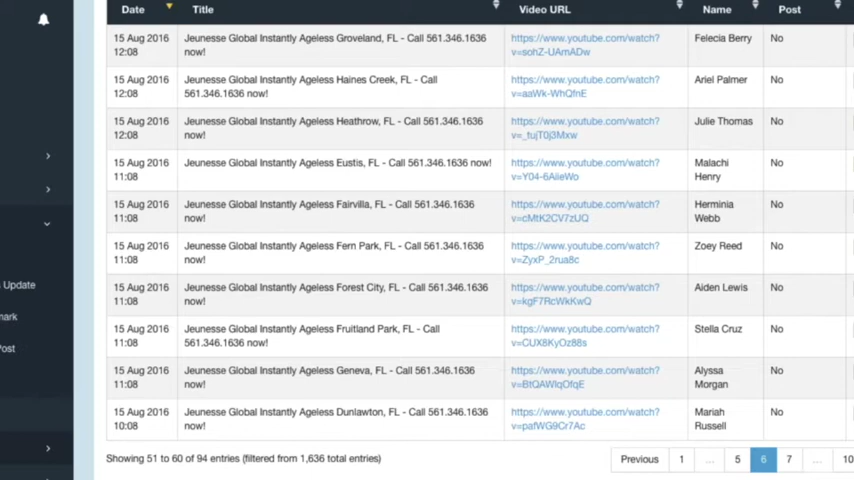 Date Title Video URL Name Post
15 Aug 2016 Jeunesse Global Instantly Ageless Groveland, FL - Call 561.346.1636 https://www.youtube.com/watch? Felecia Berry No
12:08 now! v=sohZ-UAmADw
15 Aug 2016 Jeunesse Global Instantly Ageless Haines Creek, FL - Call https://www.youtube.com/watch? Ariel Palmer No
12:08 561.346.1636 now! v=aaWk-WhQfnE
15 Aug 2016 Jeunesse Global Instantly Ageless Heathrow, FL - Call 561.346.1636 https://www.youtube.com/watch? Julie Thomas No
12:08 now! v=_tujT0j3Mxw
15 Aug 2016 Jeunesse Global Instantly Ageless Eustis, FL - Call 561.346.1636 now! https://www.youtube.com/watch? Malachi No
11:08 v=Y04-6AileWo Henry
15 Aug 2016 Jeunesse Global Instantly Ageless Fairvilla, FL - Call 561.346.1636 https://www.youtube.com/watch? Herminia No
11:08 now! v=cMtK2CV7zUQ Webb
15 Aug 2016 Jeunesse Global Instantly Ageless Fern Park, FL - Call 561.346.1636 https://www.youtube.com/watch? Zoey Reed No
11:08 now! v=ZyxP_2rua8c
15 Aug 2016 Jeunesse Global Instantly Ageless Forest City, FL - Call 561.346.1636 https://www.youtube.com/watch? Aiden Lewis No
11:08 now! v=kgF7RcWkKwQ
s Update
15 Aug 2016 Jeunesse Global Instantly Ageless Fruitland Park, FL - Call https://www.youtube.com/watch? Stella Cruz No
11:08 561.346.1636 now! v=CUX8KyOz88s
mark
Post
15 Aug 2016 Jeunesse Global Instantly Ageless Geneva, FL - Call 561.346.1636 https://www.youtube.com/watch? Alyssa No
11:08 now! v=BtQAWlqOfqE Morgan
15 Aug 2016 Jeunesse Global Instantly Ageless Dunlawton, FL - Call 561.346.1636 https://www.youtube.com/watch? Mariah No
10:08 now! v=pafWG9Cr7Ac Russell
Showing 51 to 60 of 94 entries (filtered from 1,636 total entries) Previous 1 ... 5 6 7 ... 10